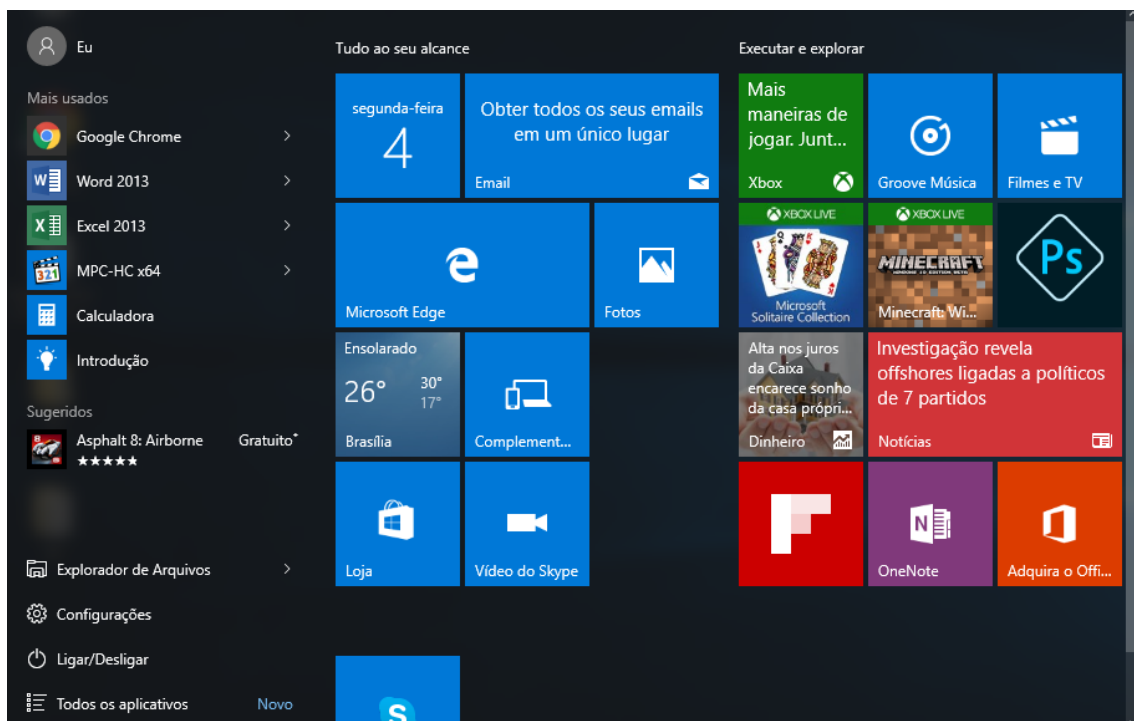 Eu
Mais usados
Google Chrome
Word 2013
Excel 2013
MPC-HC x64
Calculadora
Introdução
Sugeridos
Asphalt 8: Airborne Gratuito*
Explorador de Arquivos
Configurações
Ligar/Desligar
Todos os aplicativos Novo
Tudo ao seu alcance
segunda-feira
4
Obter todos os seus emails
em um único lugar
Email
Microsoft Edge
Fotos
Ensolarado
26° 30°
17°
Brasília
Complement...
Loja
Vídeo do Skype
Executar e explorar
Mais
maneiras de
jogar. Junt...
Xbox
Groove Música
Filmes e TV
XBOX LIVE
Microsoft
Solitaire Collection
XBOX LIVE
MINECRAFT
Minecraft: Wi...
Ps
Alta nos juros
da Caixa
encarece sonho
da casa própri...
Dinheiro
Investigação revela
offshores ligadas a políticos
de 7 partidos
Notícias
OneNote
Adquira o Offi...